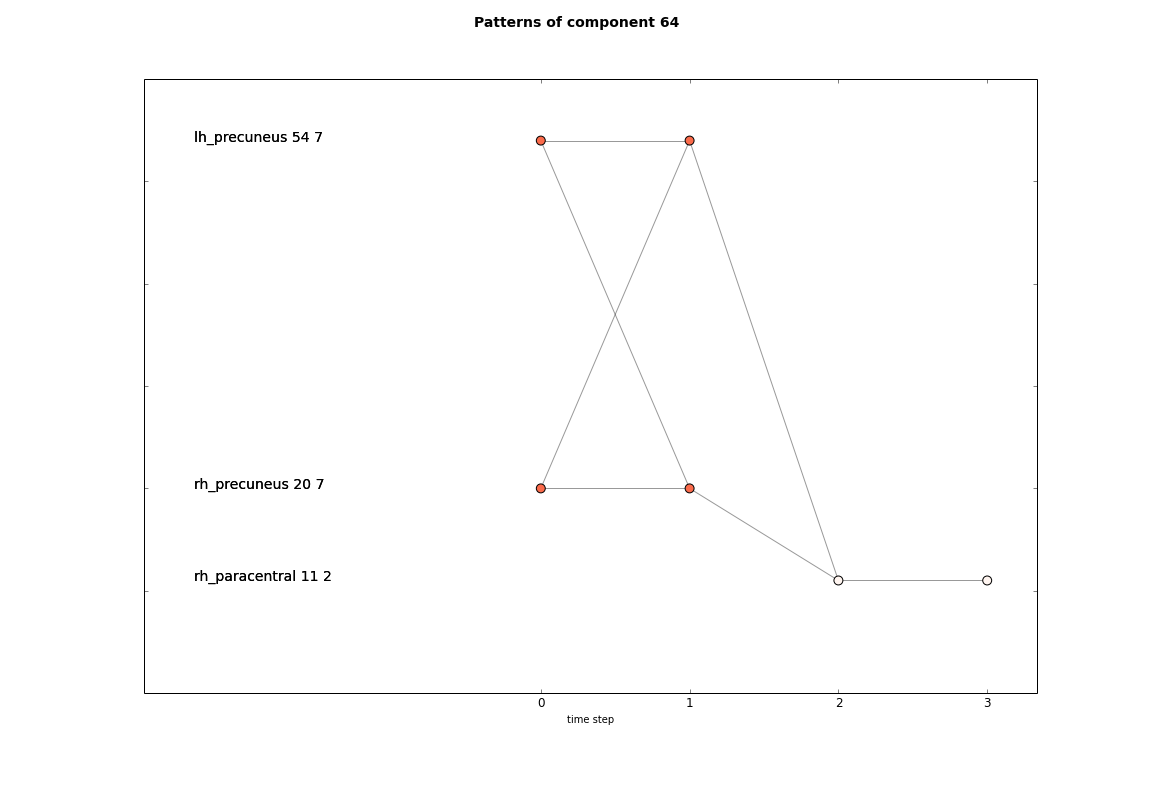 Patterns of component 64
lh_precuneus 54 7
rh_precuneus 20 7
rh_paracentral 11 2
0 1 2 3
time step